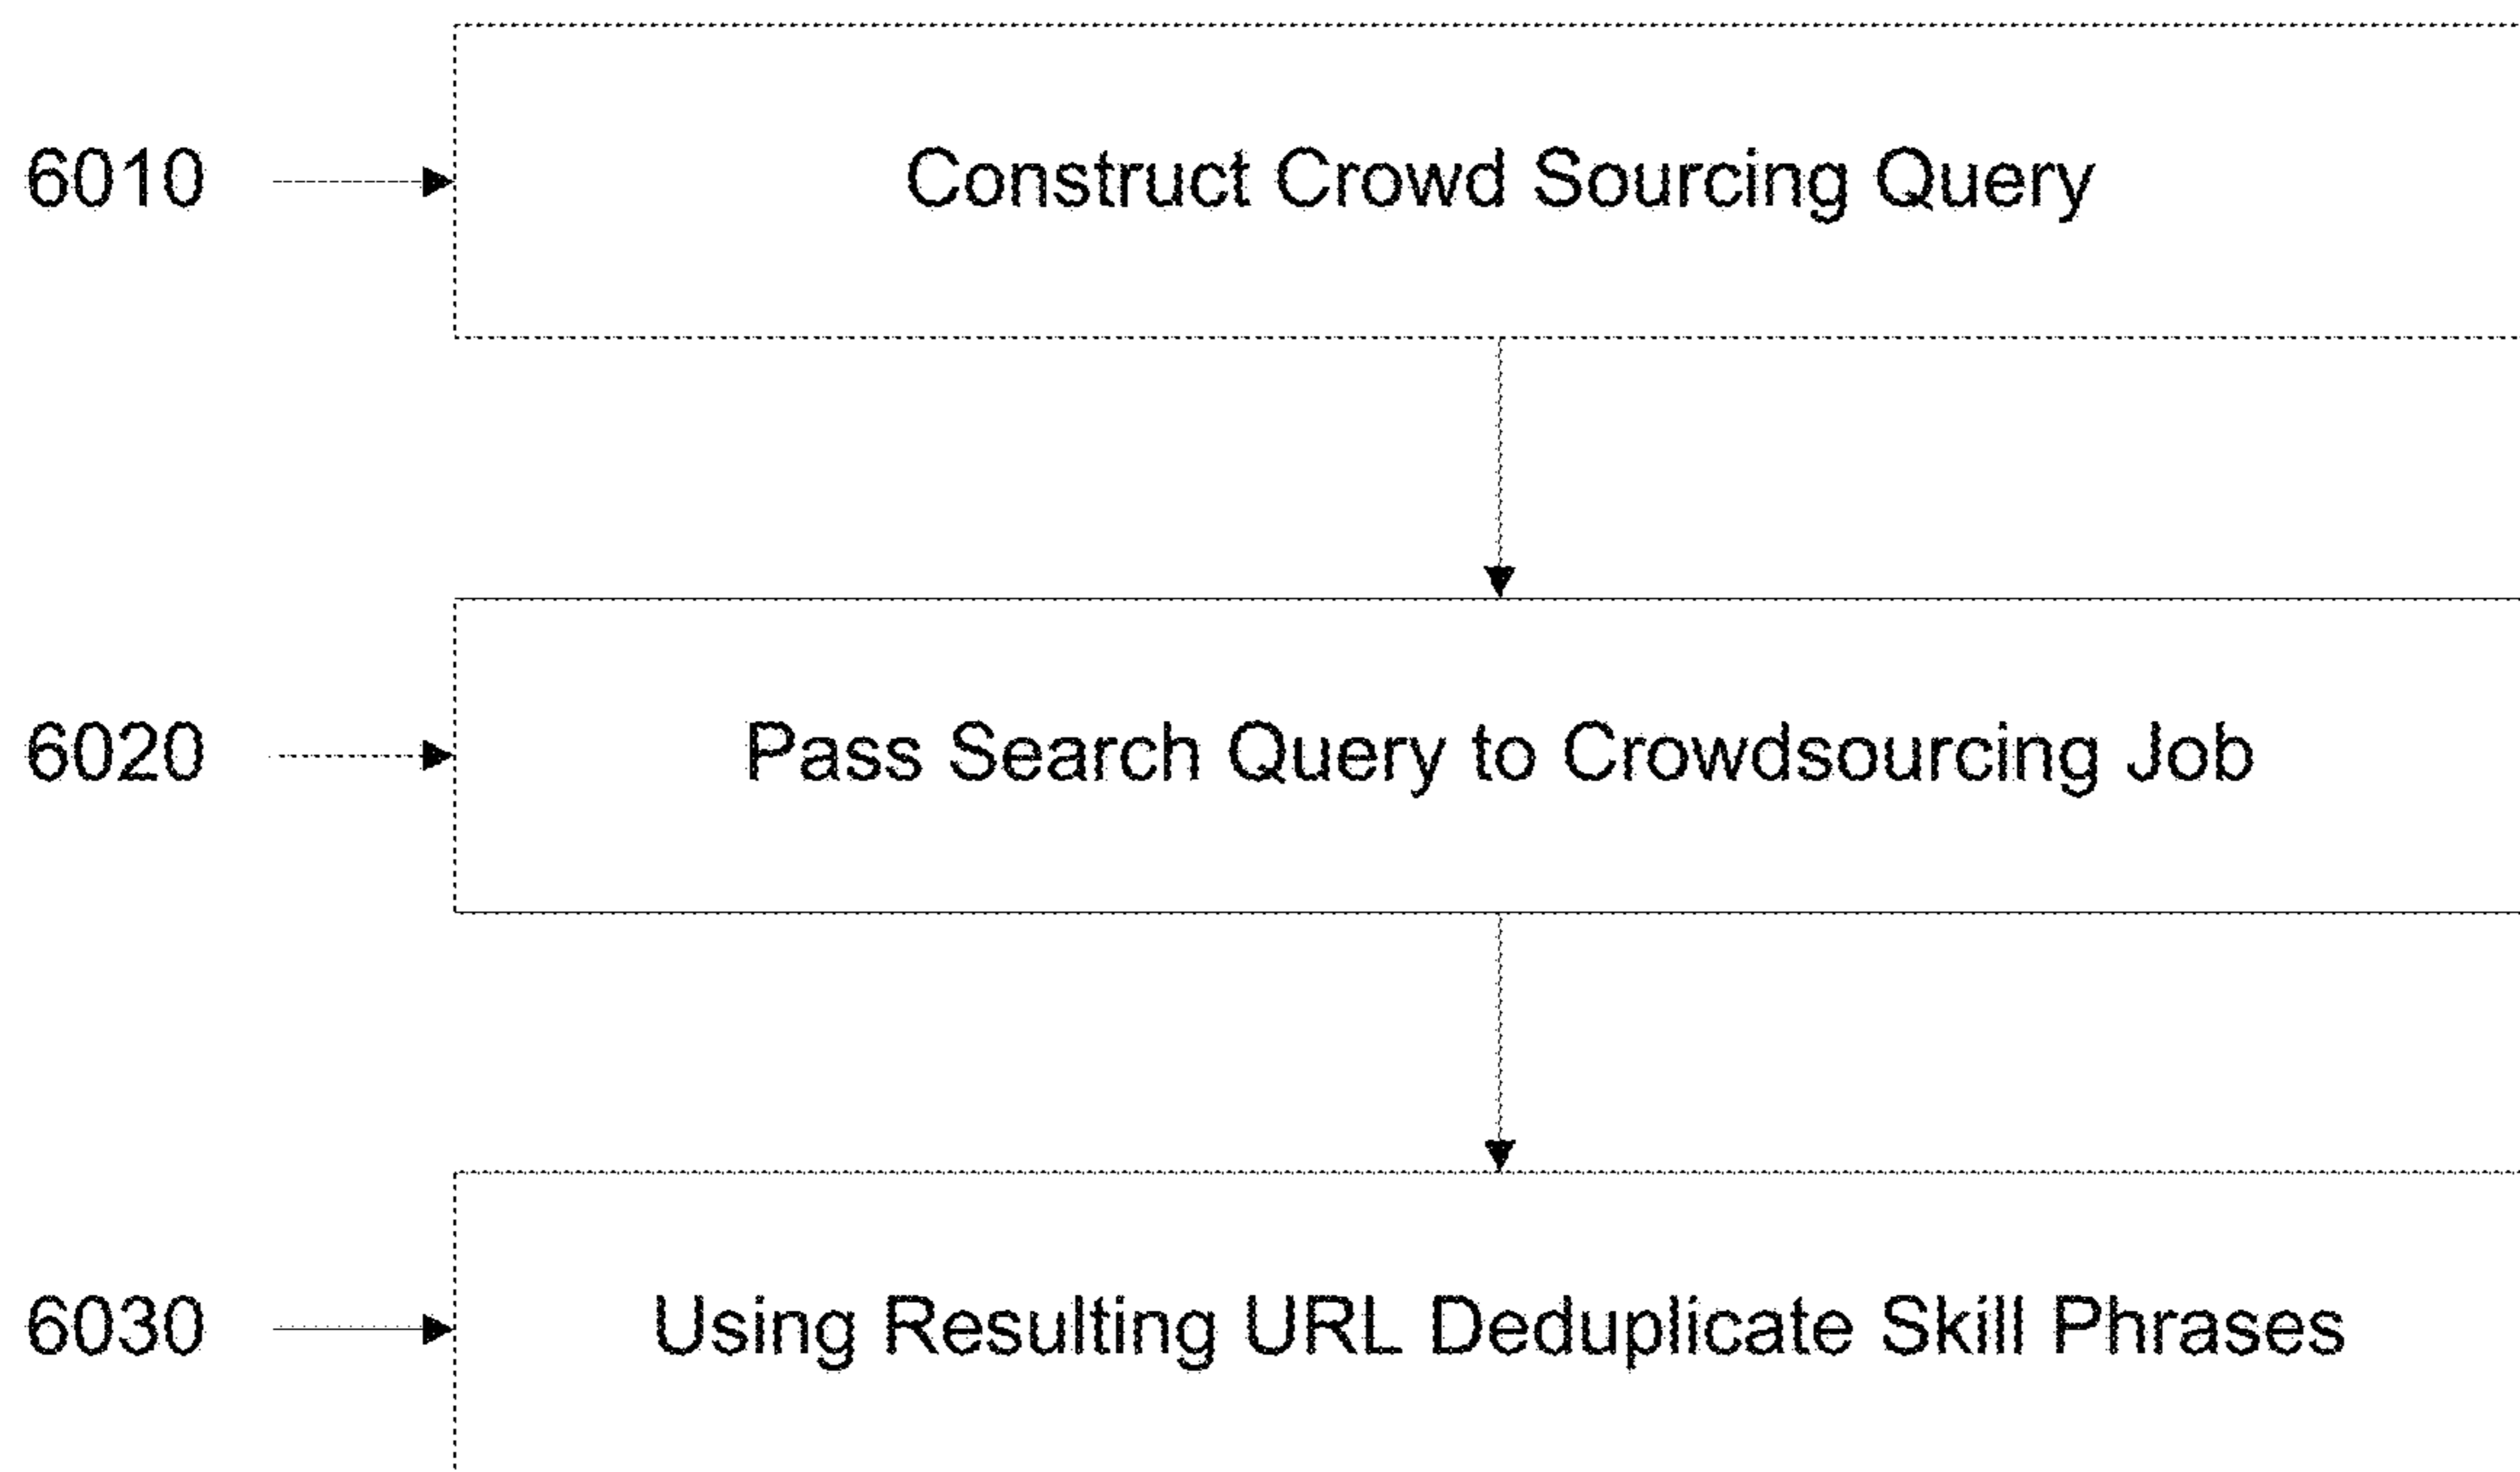 6010 Construct Crowd Sourcing Query
6020 Pass Search Query to Crowdsourcing Job
6030 Using Resulting URL Deduplicate Skill Phrases